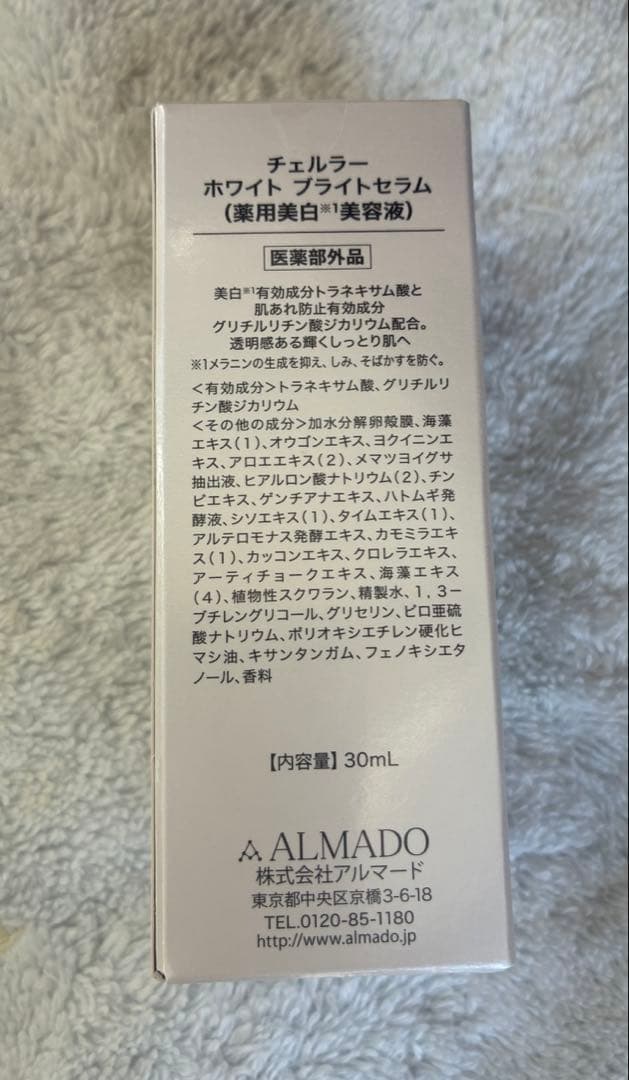 チェルラー
ホワイト ブライトセラム
（薬用美白※1美容液）
医薬部外品
美白※1有効成分トラネキサム酸と
肌あれ防止有効成分
グリチルリチン酸ジカリウム配合。
透明感ある輝くしっとり肌へ
※1メラニンの生成を抑え、しみ、そばかすを防ぐ。
＜有効成分＞トラネキサム酸、グリチルリ
チン酸ジカリウム
＜その他の成分＞加水分解卵殻膜、海藻
エキス（1）、オウゴンエキス、ヨクイニンエ
キス、アロエエキス（2）、メマツヨイグサ
抽出液、ヒアルロン酸ナトリウム（2）、チン
ピエキス、ゲンチアナエキス、ハトムギ発
酵液、シソエキス（1）、タイムエキス（1）、
アルテロモナス発酵エキス、カモミラエキ
ス（1）、カッコンエキス、クロレラエキス、
アーティチョークエキス、海藻エキス
（4）、植物性スクワラン、精製水、1，3－
ブチレングリコール、グリセリン、ピロ亜硫
酸ナトリウム、ポリオキシエチレン硬化ヒ
マシ油、キサンタンガム、フェノキシエタ
ノール、香料
【内容量】30mL
ALMADO
株式会社アルマード
東京都中央区京橋3-6-18
TEL.0120-85-1180
http://www.almado.jp